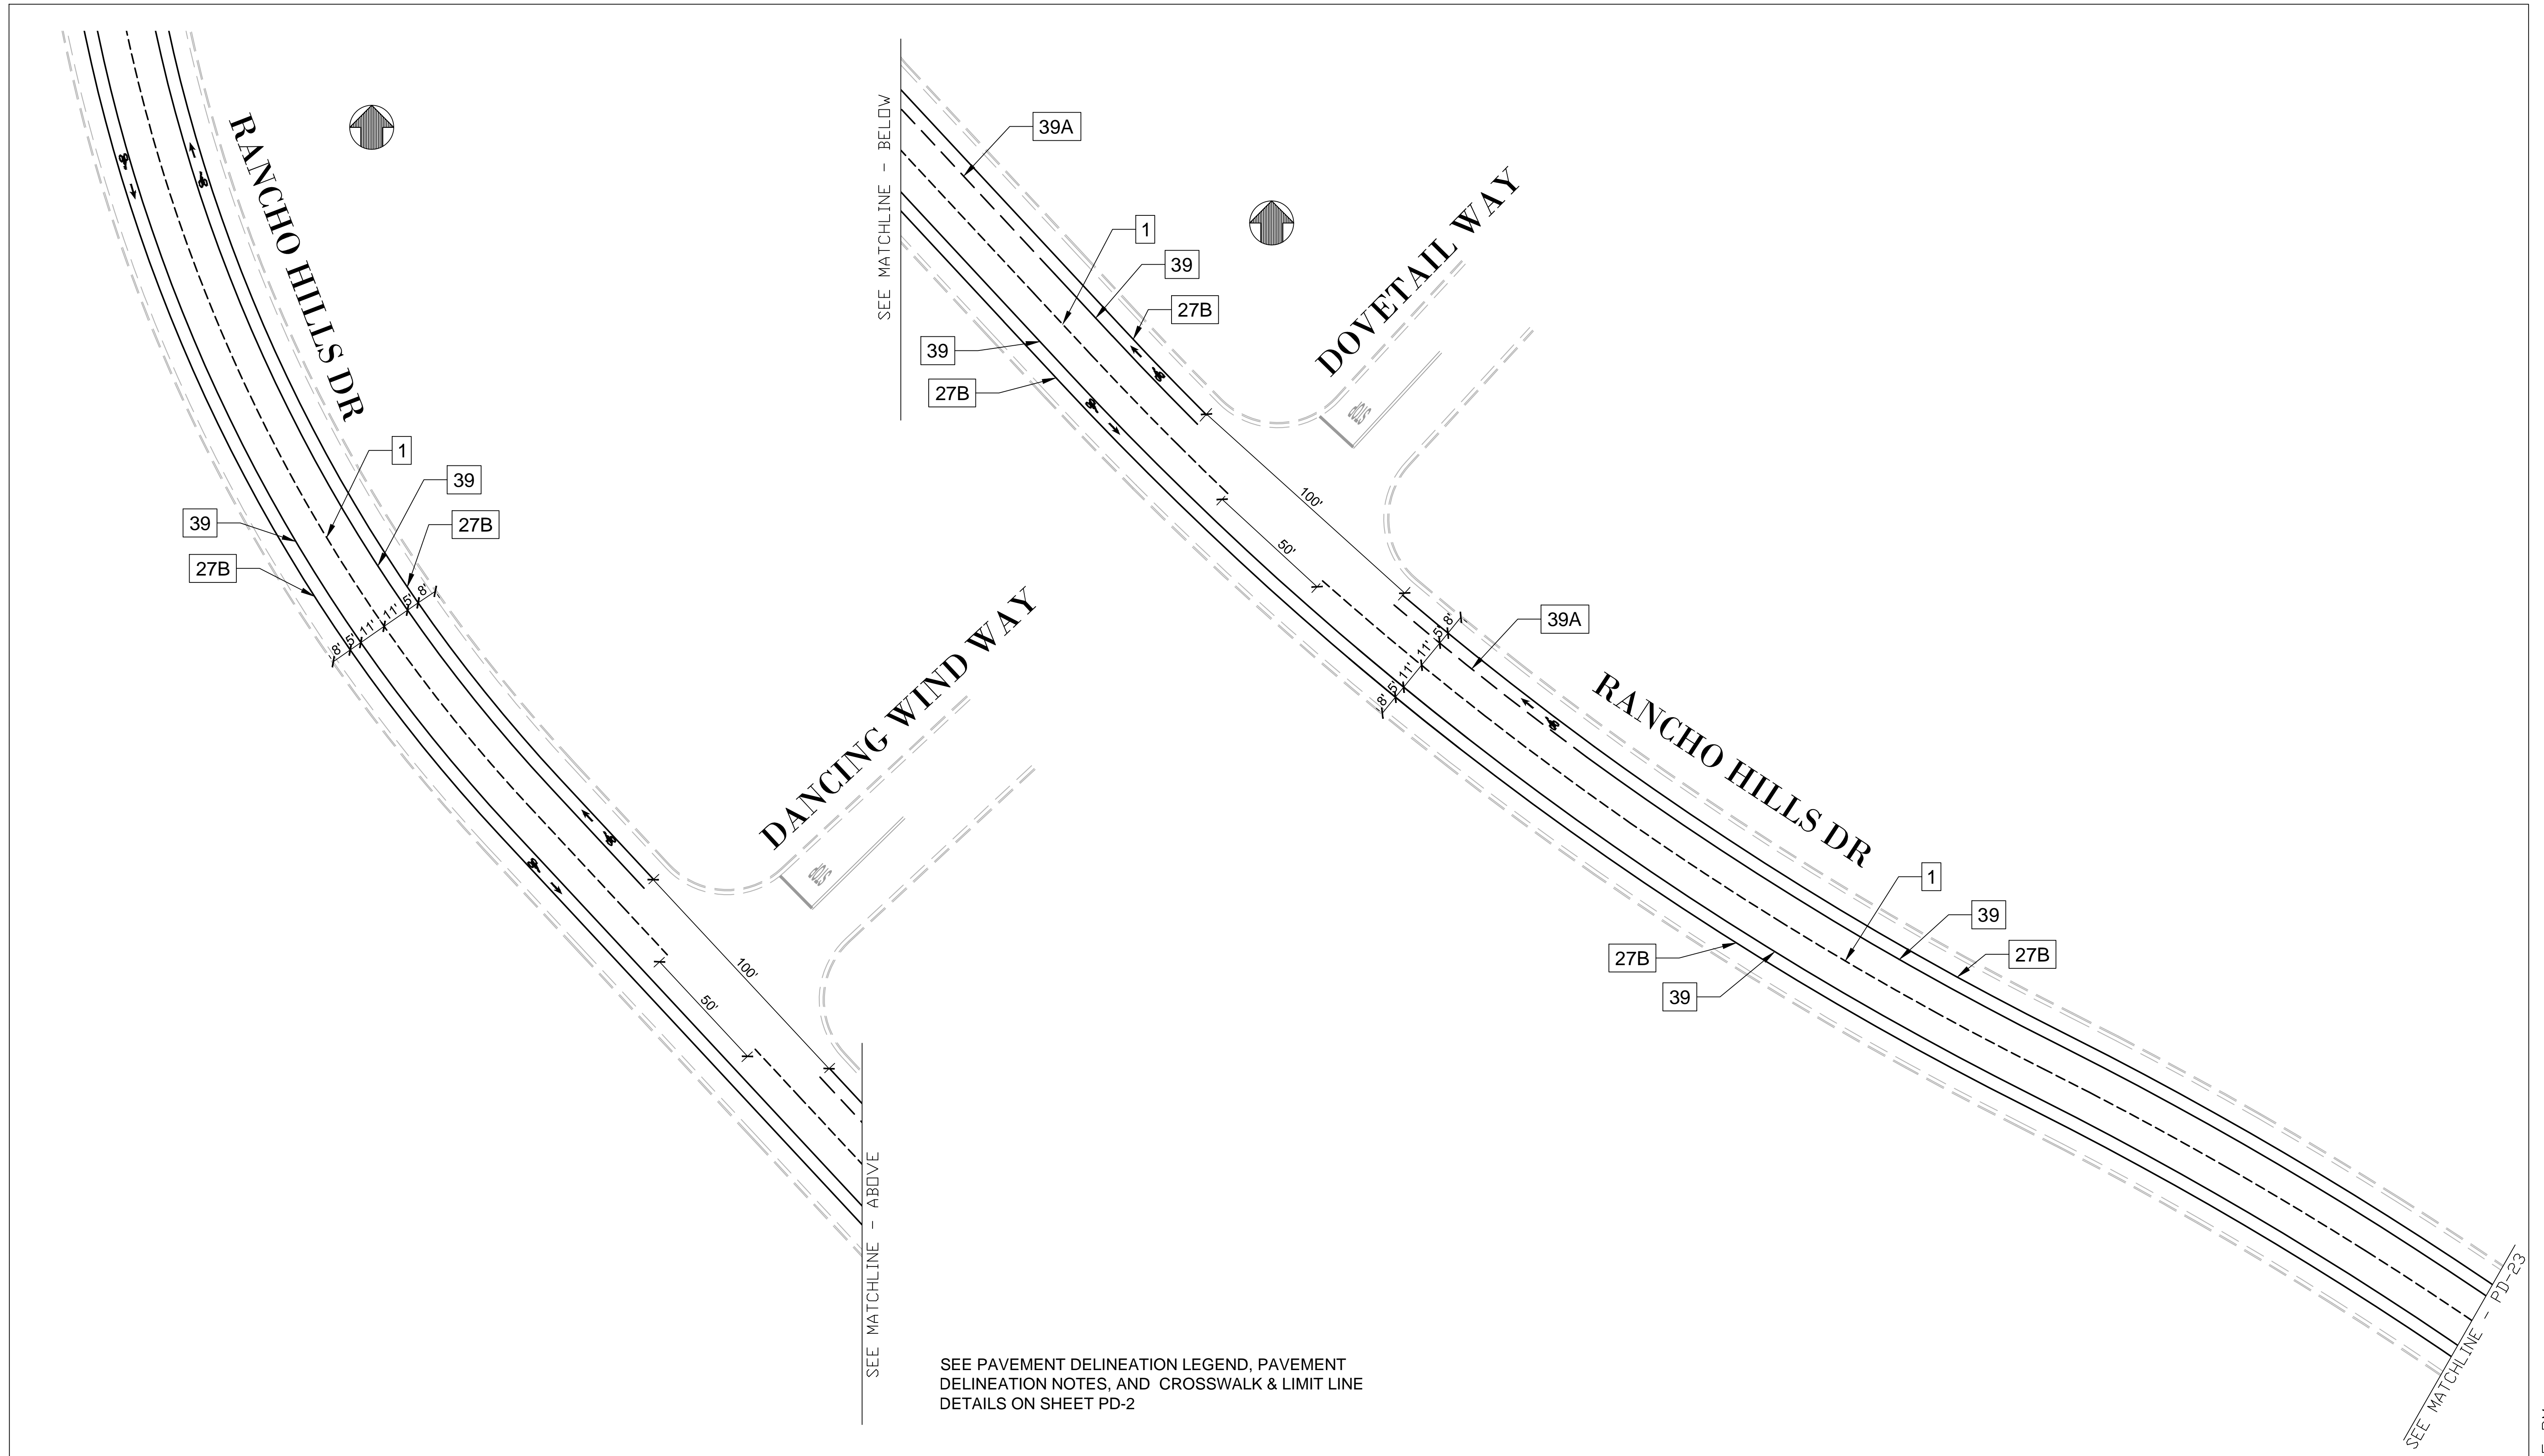 RANCHO HILLS DR
1
39
27B
39
27B
8'
5'
11'
11'
5'
8'
DANCING WIND WAY
STOP
100'
50'
SEE MATCHLINE - ABOVE
SEE MATCHLINE - BELOW
39A
1
39
27B
39
27B
DOVETAIL WAY
STOP
100'
50'
8'
5'
11'
11'
5'
8'
39A
RANCHO HILLS DR
1
39
27B
27B
39
SEE MATCHLINE - PD-23
SEE PAVEMENT DELINEATION LEGEND, PAVEMENT
DELINEATION NOTES, AND CROSSWALK & LIMIT LINE
DETAILS ON SHEET PD-2